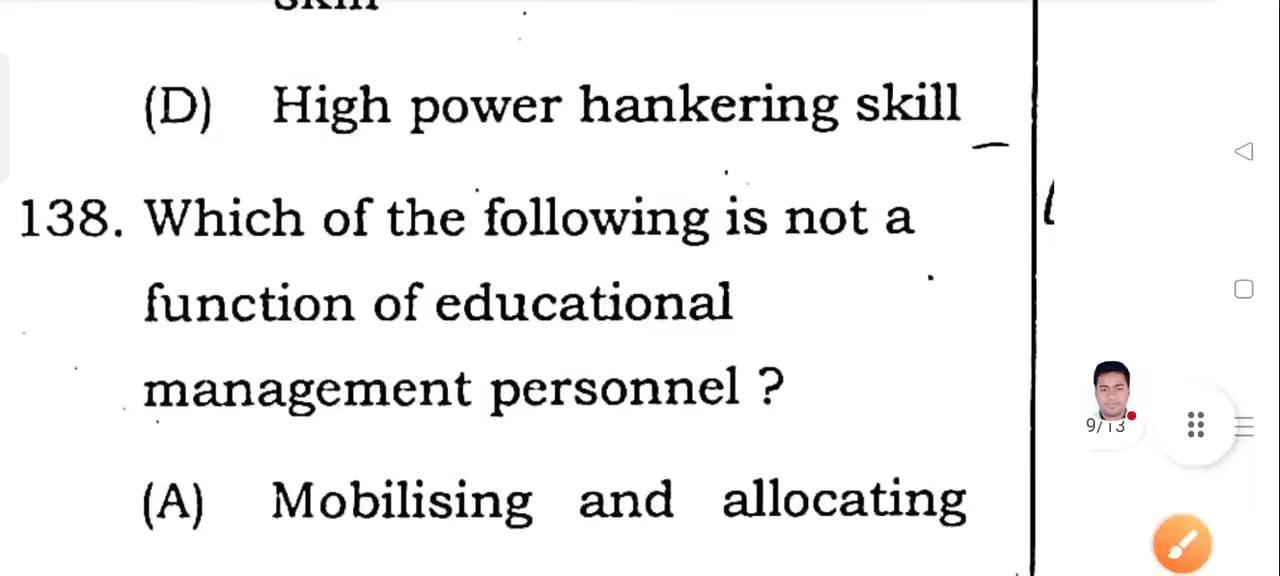 (D) High power hankering skill
138. Which of the following is not a
function of educational
management personnel ?
(A) Mobilising and allocating
9/13